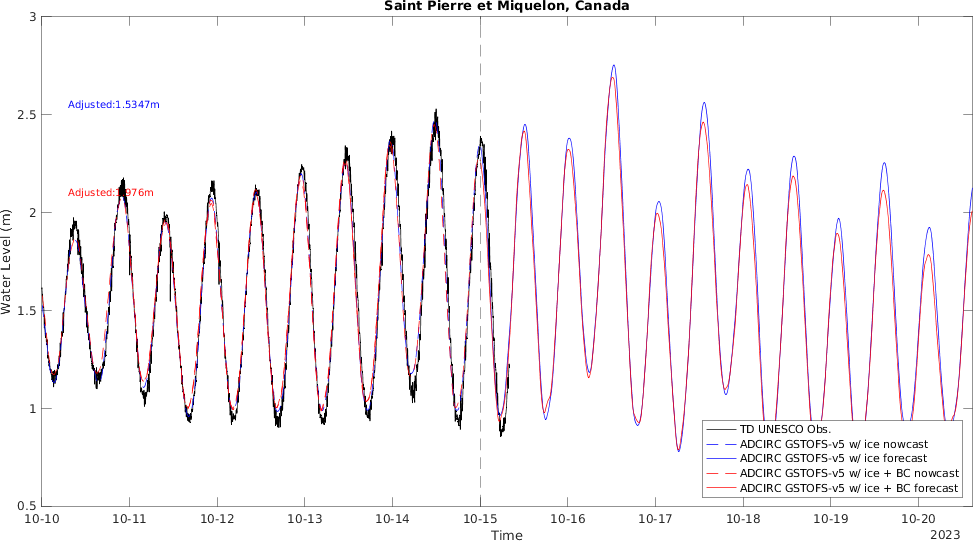 Saint Pierre et Miquelon, Canada
3
2.5
2
1.5
1
0.5
Water Level (m)
Adjusted:1.5347m
TD UNESCO Obs.
ADCIRC GSTOFS-v5 w/ ice nowcast
ADCIRC GSTOFS-v5 w/ ice forecast
ADCIRC GSTOFS-v5 w/ ice + BC nowcast
ADCIRC GSTOFS-v5 w/ ice + BC forecast
10-10 10-11 10-12 10-13 10-14 10-15 10-16 10-17 10-18 10-19 10-20
Time
2023